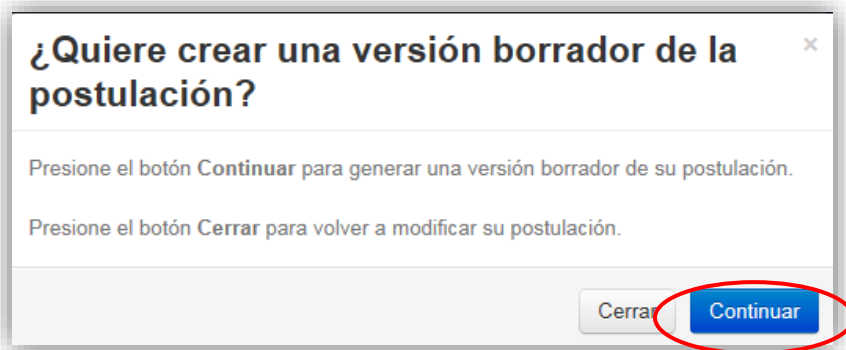 ¿Quiere crear una versión borrador de la
postulación?
×
Presione el botón Continuar para generar una versión borrador de su postulación.
Presione el botón Cerrar para volver a modificar su postulación.
Cerrar
Continuar